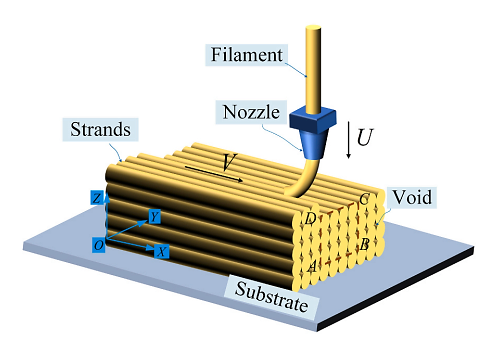 Filament
Nozzle
U
Strands
V
Void
D
C
Z
Y
O
X
A
B
Substrate